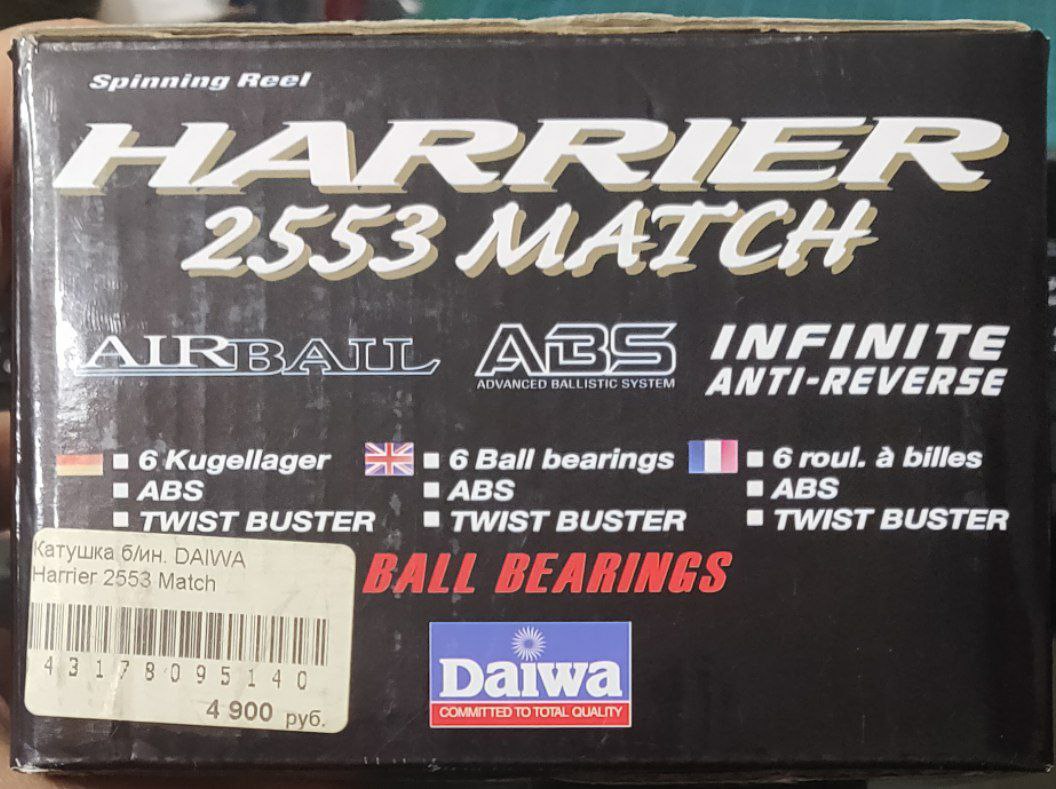 Spinning Reel
HARRIER
2553 MATCH
AIRBAIL
ABS
ADVANCED BALLISTIC SYSTEM
INFINITE
ANTI-REVERSE
6 Kugellager
ABS
TWIST BUSTER
6 Ball bearings
ABS
TWIST BUSTER
6 roul. à billes
ABS
TWIST BUSTER
BALL BEARINGS
Катушка б/ин. DAIWA
Harrier 2553 Match
43178095140
4 900 руб.
Daiwa
COMMITTED TO TOTAL QUALITY